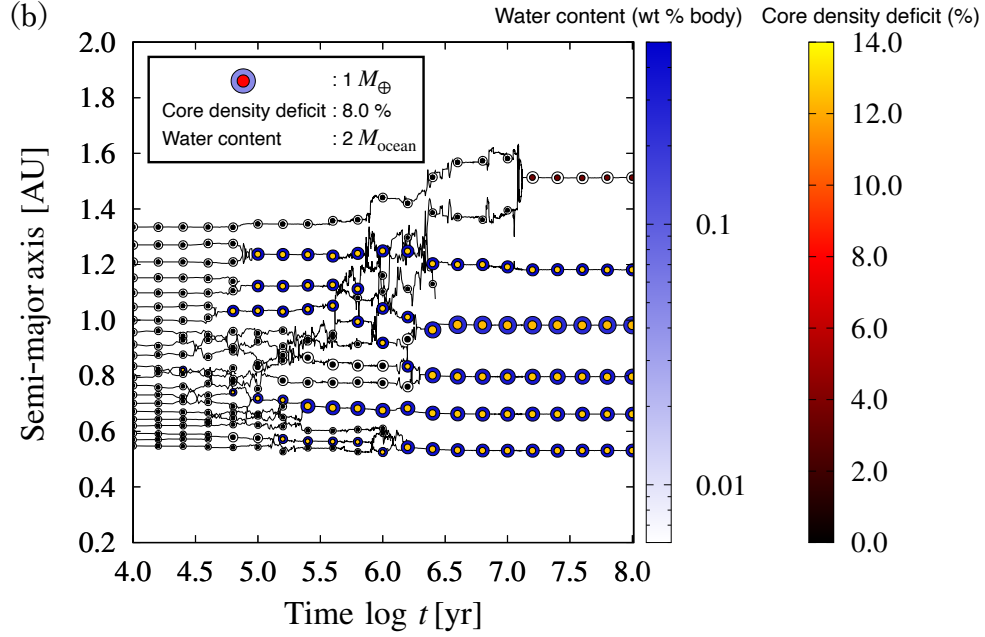 (b)
Water content (wt % body)
Core density deficit (%)
: 1 M⊕
Core density deficit : 8.0 %
Water content : 2 Mocean
Semi−major axis [AU]
2.0
1.8
1.6
1.4
1.2
1.0
0.8
0.6
0.4
0.2
4.0 4.5 5.0 5.5 6.0 6.5 7.0 7.5 8.0
Time log t [yr]
0.1
0.01
14.0
12.0
10.0
8.0
6.0
4.0
2.0
0.0